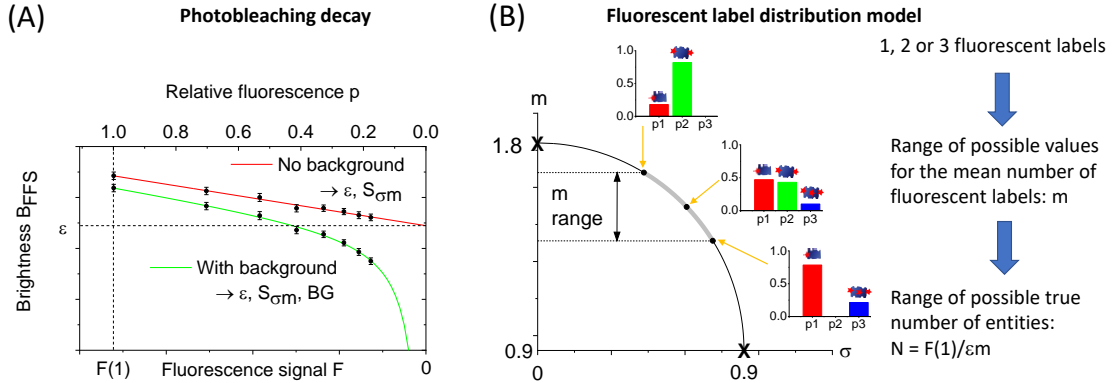 (A)
Photobleaching decay
Relative fluorescence p
1.0
0.8
0.6
0.4
0.2
0.0
No background
→ ε, Sσm
With background
→ ε, Sσm, BG
Brightness BFFS
ε
F(1)
Fluorescence signal F
0
(B)
Fluorescent label distribution model
m
1.8
0.9
0
0.9
σ
m
range
1.0
0.5
0.0
p1 p2 p3
1.0
0.5
0.0
p1 p2 p3
1.0
0.5
0.0
p1 p2 p3
1, 2 or 3 fluorescent labels
Range of possible values
for the mean number of
fluorescent labels: m
Range of possible true
number of entities:
N = F(1)/εm